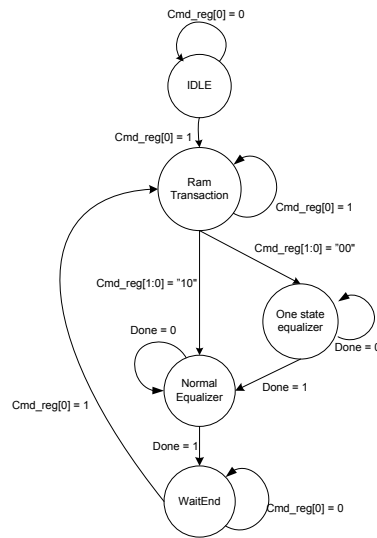 Cmd_reg[0] = 0
IDLE
Cmd_reg[0] = 1
Ram
Transaction
Cmd_reg[0] = 1
Cmd_reg[1:0] = "00"
Cmd_reg[1:0] = "10"
One state
equalizer
Done = 0
Done = 0
Normal
Equalizer
Done = 1
Cmd_reg[0] = 1
Done = 1
WaitEnd
Cmd_reg[0] = 0